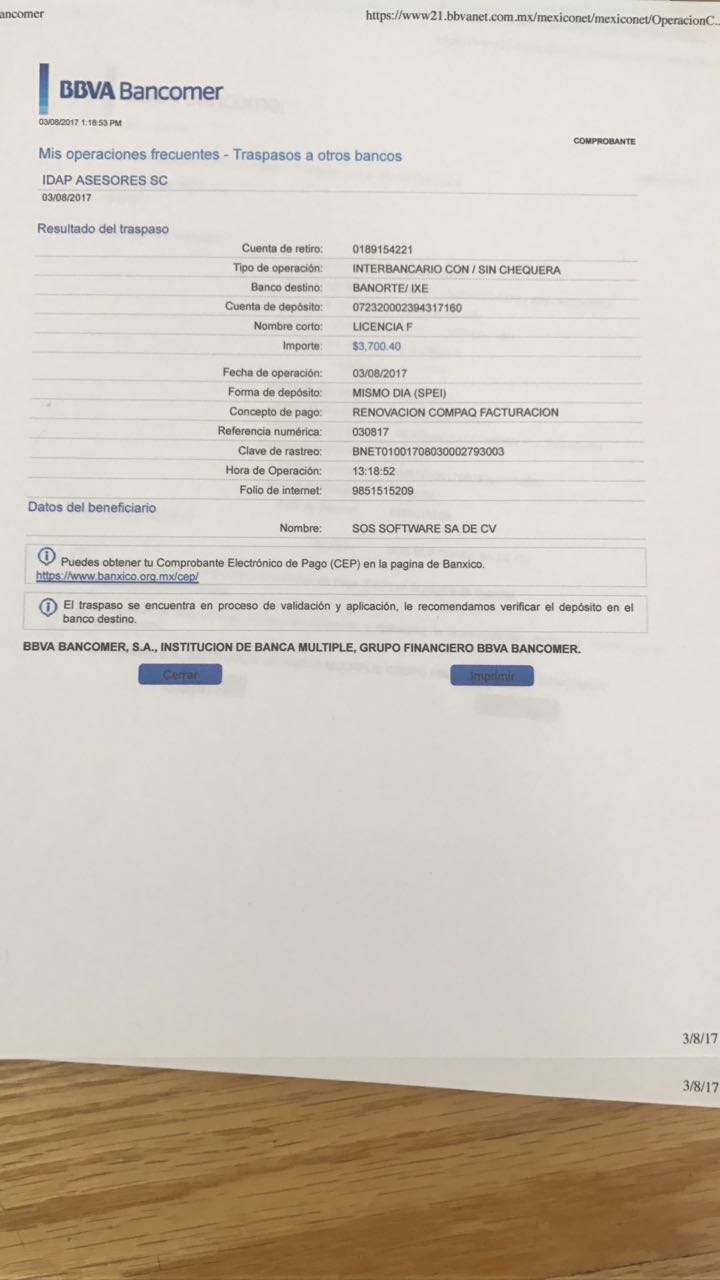 ancomer
https://www21.bbvanet.com.mx/mexiconet/mexiconet/OperacionC...
BBVA Bancomer
03/08/2017 1:18:53 PM
COMPROBANTE
Mis operaciones frecuentes - Traspasos a otros bancos
IDAP ASESORES SC
03/08/2017
Resultado del traspaso
Cuenta de retiro: 0189154221
Tipo de operación: INTERBANCARIO CON / SIN CHEQUERA
Banco destino: BANORTE/ IXE
Cuenta de depósito: 072320002394317160
Nombre corto: LICENCIA F
Importe: $3,700.40
Fecha de operación: 03/08/2017
Forma de depósito: MISMO DIA (SPEI)
Concepto de pago: RENOVACION COMPAQ FACTURACION
Referencia numérica: 030817
Clave de rastreo: BNET01001708030002793003
Hora de Operación: 13:18:52
Folio de internet: 9851515209
Datos del beneficiario
Nombre: SOS SOFTWARE SA DE CV
Puedes obtener tu Comprobante Electrónico de Pago (CEP) en la pagina de Banxico.
https://www.banxico.org.mx/cep/
El traspaso se encuentra en proceso de validación y aplicación, le recomendamos verificar el depósito en el
banco destino.
BBVA BANCOMER, S.A., INSTITUCION DE BANCA MULTIPLE, GRUPO FINANCIERO BBVA BANCOMER.
Cerrar Imprimir
3/8/17
3/8/17